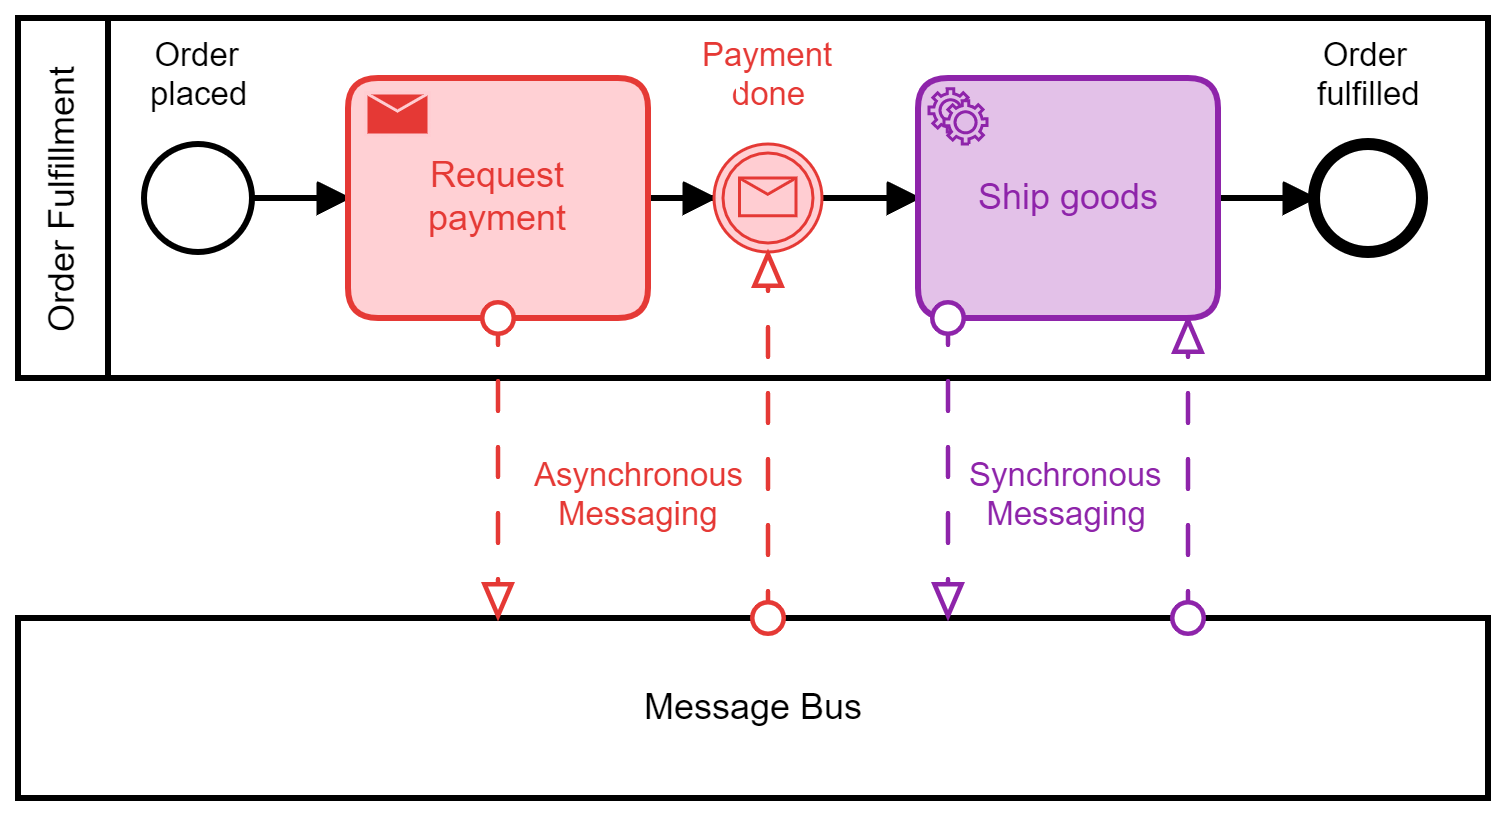 Order Fulfillment
Order
placed
Request
payment
Payment
done
Ship goods
Order
fulfilled
Asynchronous
Messaging
Synchronous
Messaging
Message Bus